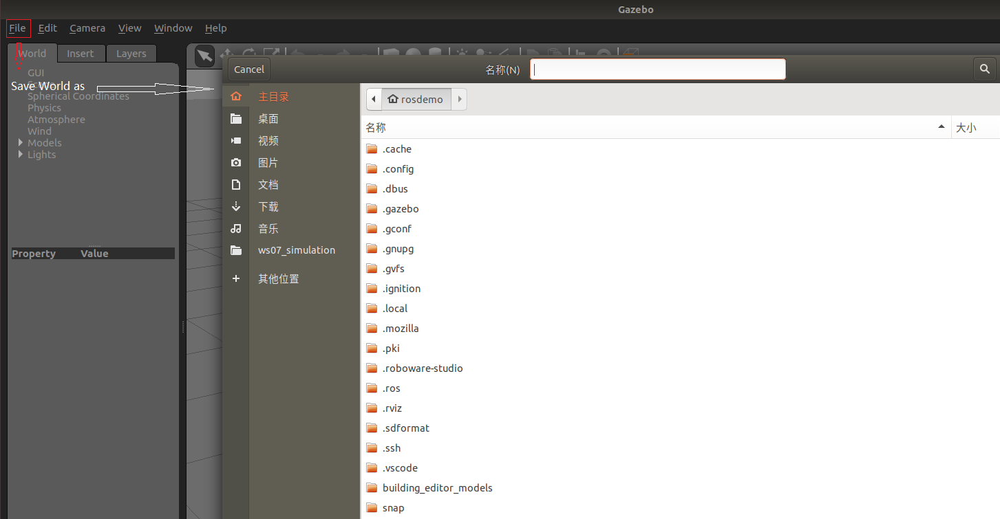 Gazebo
File Edit Camera View Window Help
World Insert Layers
GUI
Save World as
Spherical Coordinates
Physics
Atmosphere
Wind
Models
Lights
Property Value
Cancel 名称(N)
主目录
桌面
视频
图片
文档
下载
音乐
ws07_simulation
其他位置
rosdemo
名称 大小
.cache
.config
.dbus
.gazebo
.gconf
.gnupg
.gvfs
.ignition
.local
.mozilla
.pki
.roboware-studio
.ros
.rviz
.sdformat
.ssh
.vscode
building_editor_models
snap